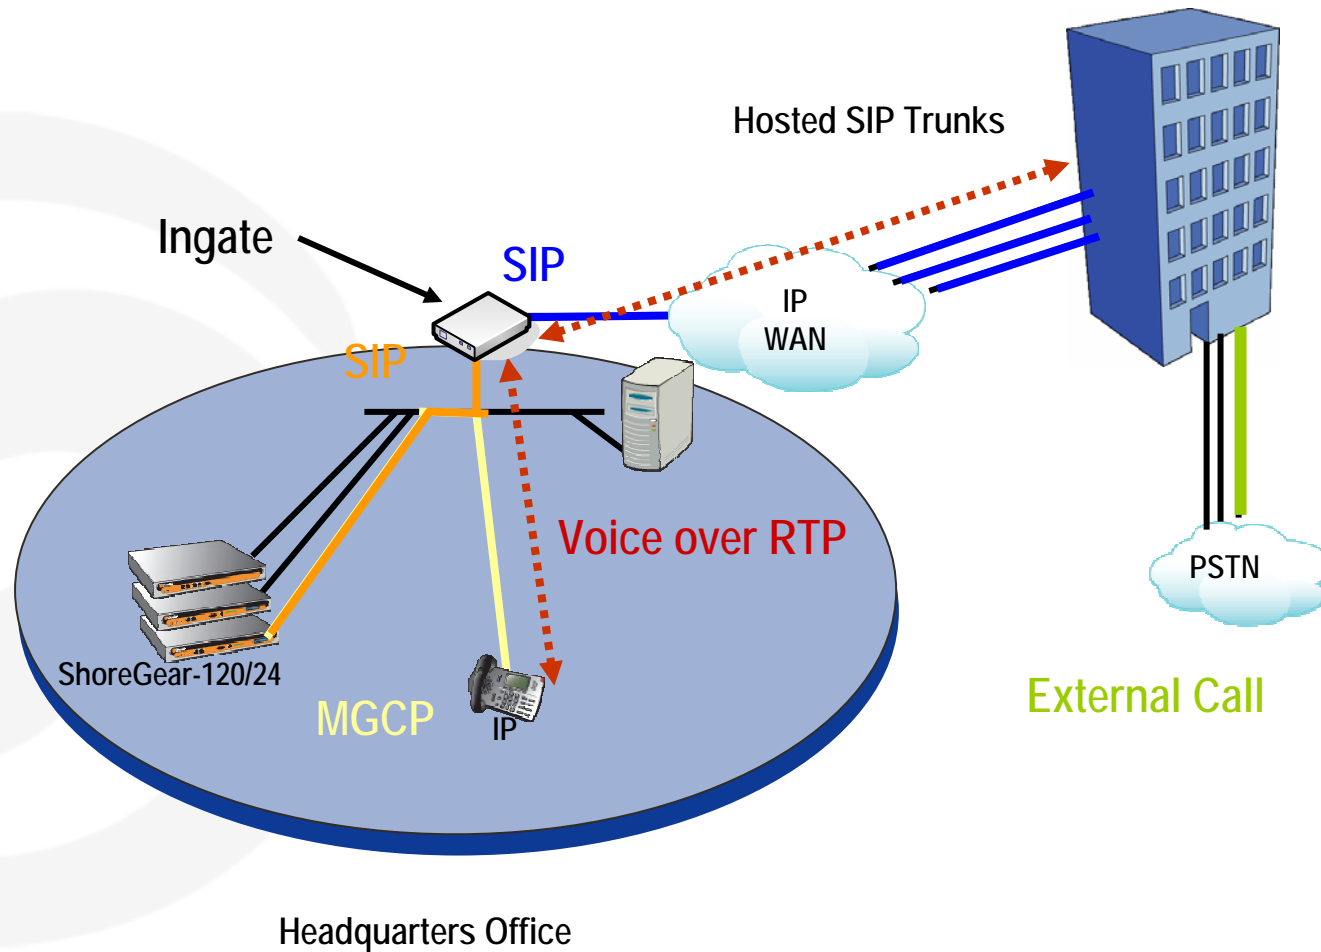 Hosted SIP Trunks
Ingate
SIP
IP
WAN
SIP
Voice over RTP
PSTN
ShoreGear-120/24
MGCP
IP
External Call
Headquarters Office